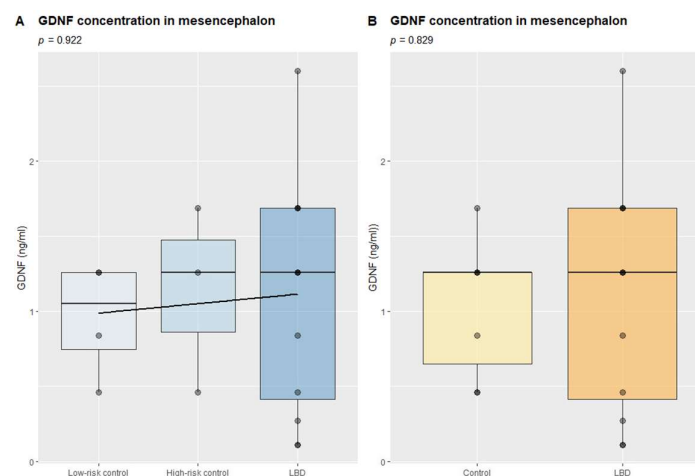 A GDNF concentration in mesencephalon
p = 0.922
GDNF (ng/ml)
2
1
0
Low-risk control High-risk control LBD
B GDNF concentration in mesencephalon
p = 0.829
GDNF (ng/ml))
2
1
0
Control LBD